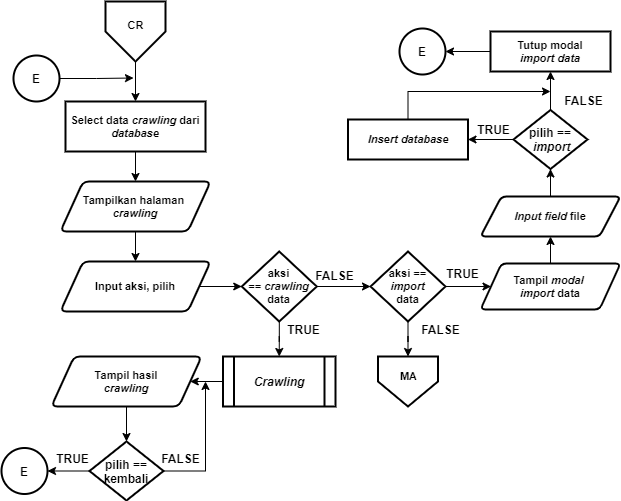 CR
E
Select data crawling dari
database
Tampilkan halaman
crawling
Input aksi, pilih
aksi
== crawling
data
FALSE
TRUE
Crawling
Tampil hasil
crawling
pilih ==
kembali
TRUE
FALSE
E
aksi ==
import
data
TRUE
FALSE
MA
Tampil modal
import data
Input field file
pilih ==
import
TRUE
FALSE
Insert database
Tutup modal
import data
E